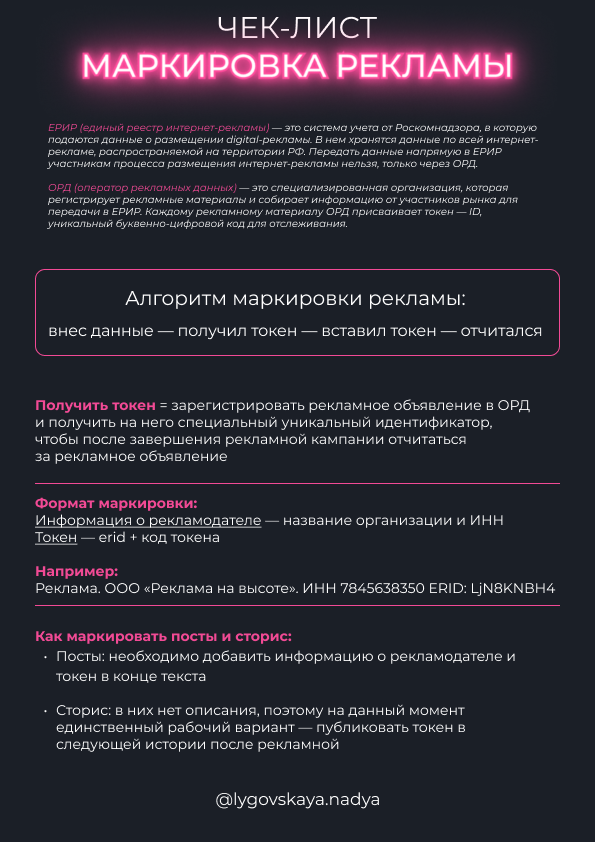 ЧЕК-ЛИСТ
МАРКИРОВКА РЕКЛАМЫ
ЕРИР (единый реестр интернет-рекламы) — это система учета от Роскомнадзора, в которую
подаются данные о размещении digital-рекламы. В нем хранятся данные по всей интернет-
рекламе, распространяемой на территории РФ. Передать данные напрямую в ЕРИР
участникам процесса размещения интернет-рекламы нельзя, только через ОРД.
ОРД (оператор рекламных данных) — это специализированная организация, которая
регистрирует рекламные материалы и собирает информацию от участников рынка для
передачи в ЕРИР. Каждому рекламному материалу ОРД присваивает токен — ID,
уникальный буквенно-цифровой код для отслеживания.
Алгоритм маркировки рекламы:
внес данные — получил токен — вставил токен — отчитался
Получить токен = зарегистрировать рекламное объявление в ОРД
и получить на него специальный уникальный идентификатор,
чтобы после завершения рекламной кампании отчитаться
за рекламное объявление
Формат маркировки:
Информация о рекламодателе — название организации и ИНН
Токен — erid + код токена
Например:
Реклама. ООО «Реклама на высоте». ИНН 7845638350 ERID: LjN8KNBH4
Как маркировать посты и сторис:
• Посты: необходимо добавить информацию о рекламодателе и
токен в конце текста
• Сторис: в них нет описания, поэтому на данный момент
единственный рабочий вариант — публиковать токен в
следующей истории после рекламной
@lygovskaya.nadya